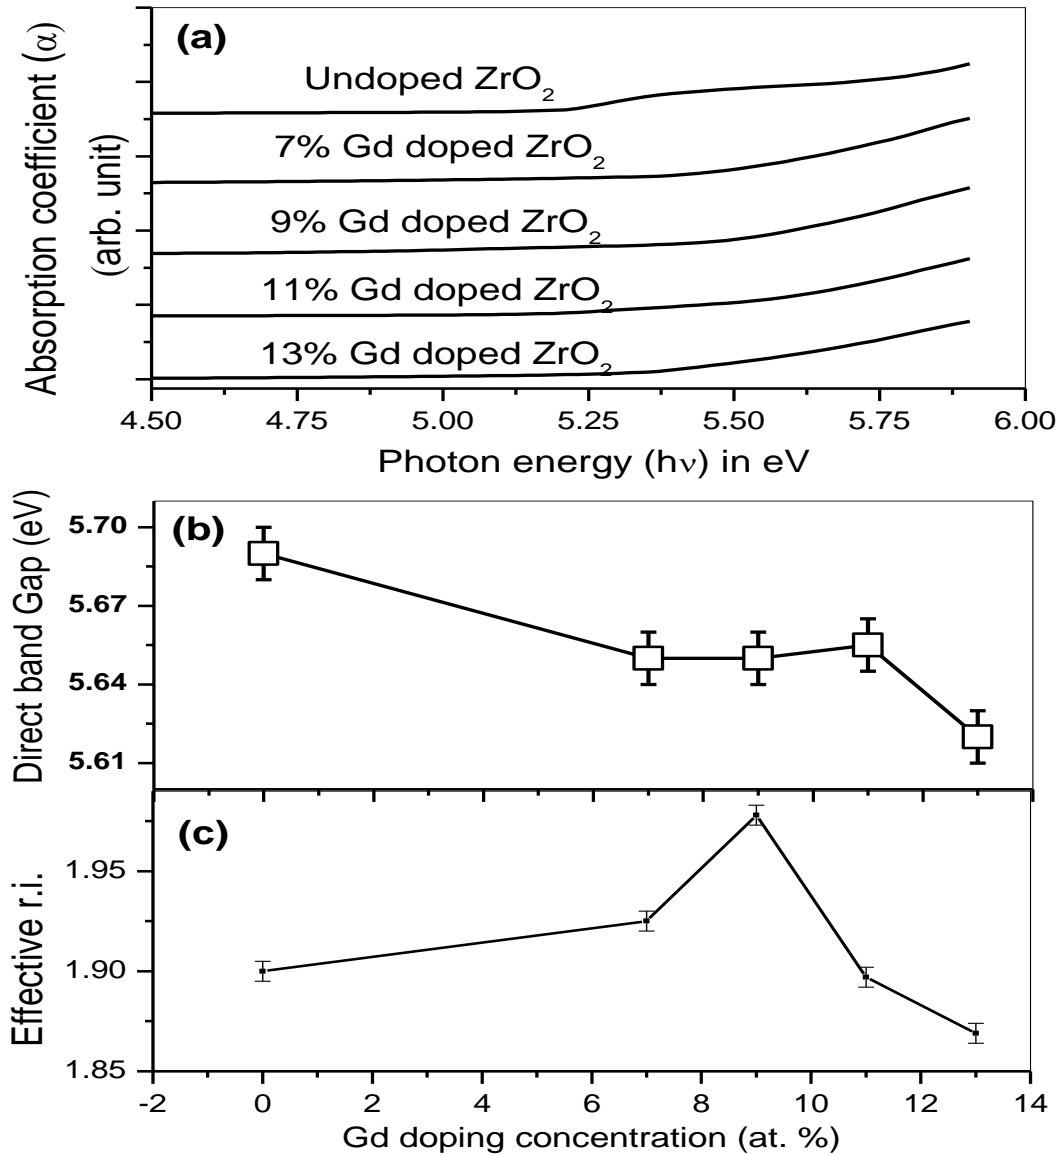 Absorption coefficient (α)
(arb. unit)
(a)
Undoped ZrO₂
7% Gd doped ZrO₂
9% Gd doped ZrO₂
11% Gd doped ZrO₂
13% Gd doped ZrO₂
4.50 4.75 5.00 5.25 5.50 5.75 6.00
Photon energy (hν) in eV
Direct band Gap (eV)
(b)
5.70
5.67
5.64
5.61
Effective r.i.
(c)
1.95
1.90
1.85
-2 0 2 4 6 8 10 12 14
Gd doping concentration (at. %)